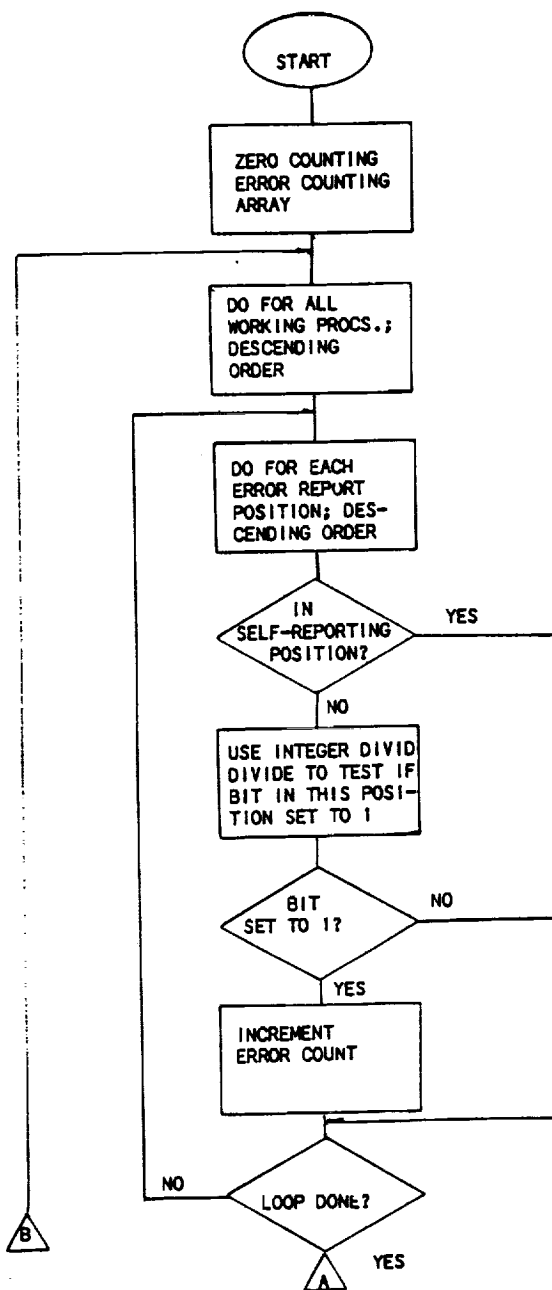 START
ZERO COUNTING
ERROR COUNTING
ARRAY
DO FOR ALL
WORKING PROCS.;
DESCENDING
ORDER
DO FOR EACH
ERROR REPORT
POSITION; DES-
CENDING ORDER
IN
SELF-REPORTING
POSITION?
YES
NO
USE INTEGER DIVID
DIVIDE TO TEST IF
BIT IN THIS POSI-
TION SET TO 1
BIT
SET TO 1?
NO
YES
INCREMENT
ERROR COUNT
NO
LOOP DONE?
B
YES
A